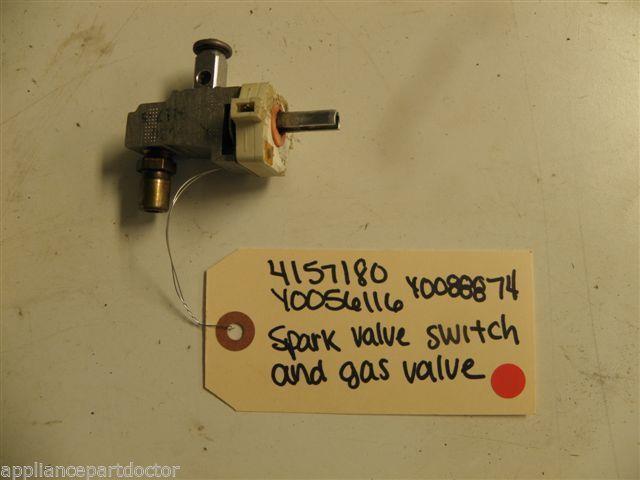 4157180
Y0056116 Y0088874
Spark valve switch
and gas valve
appliancepartdoctor